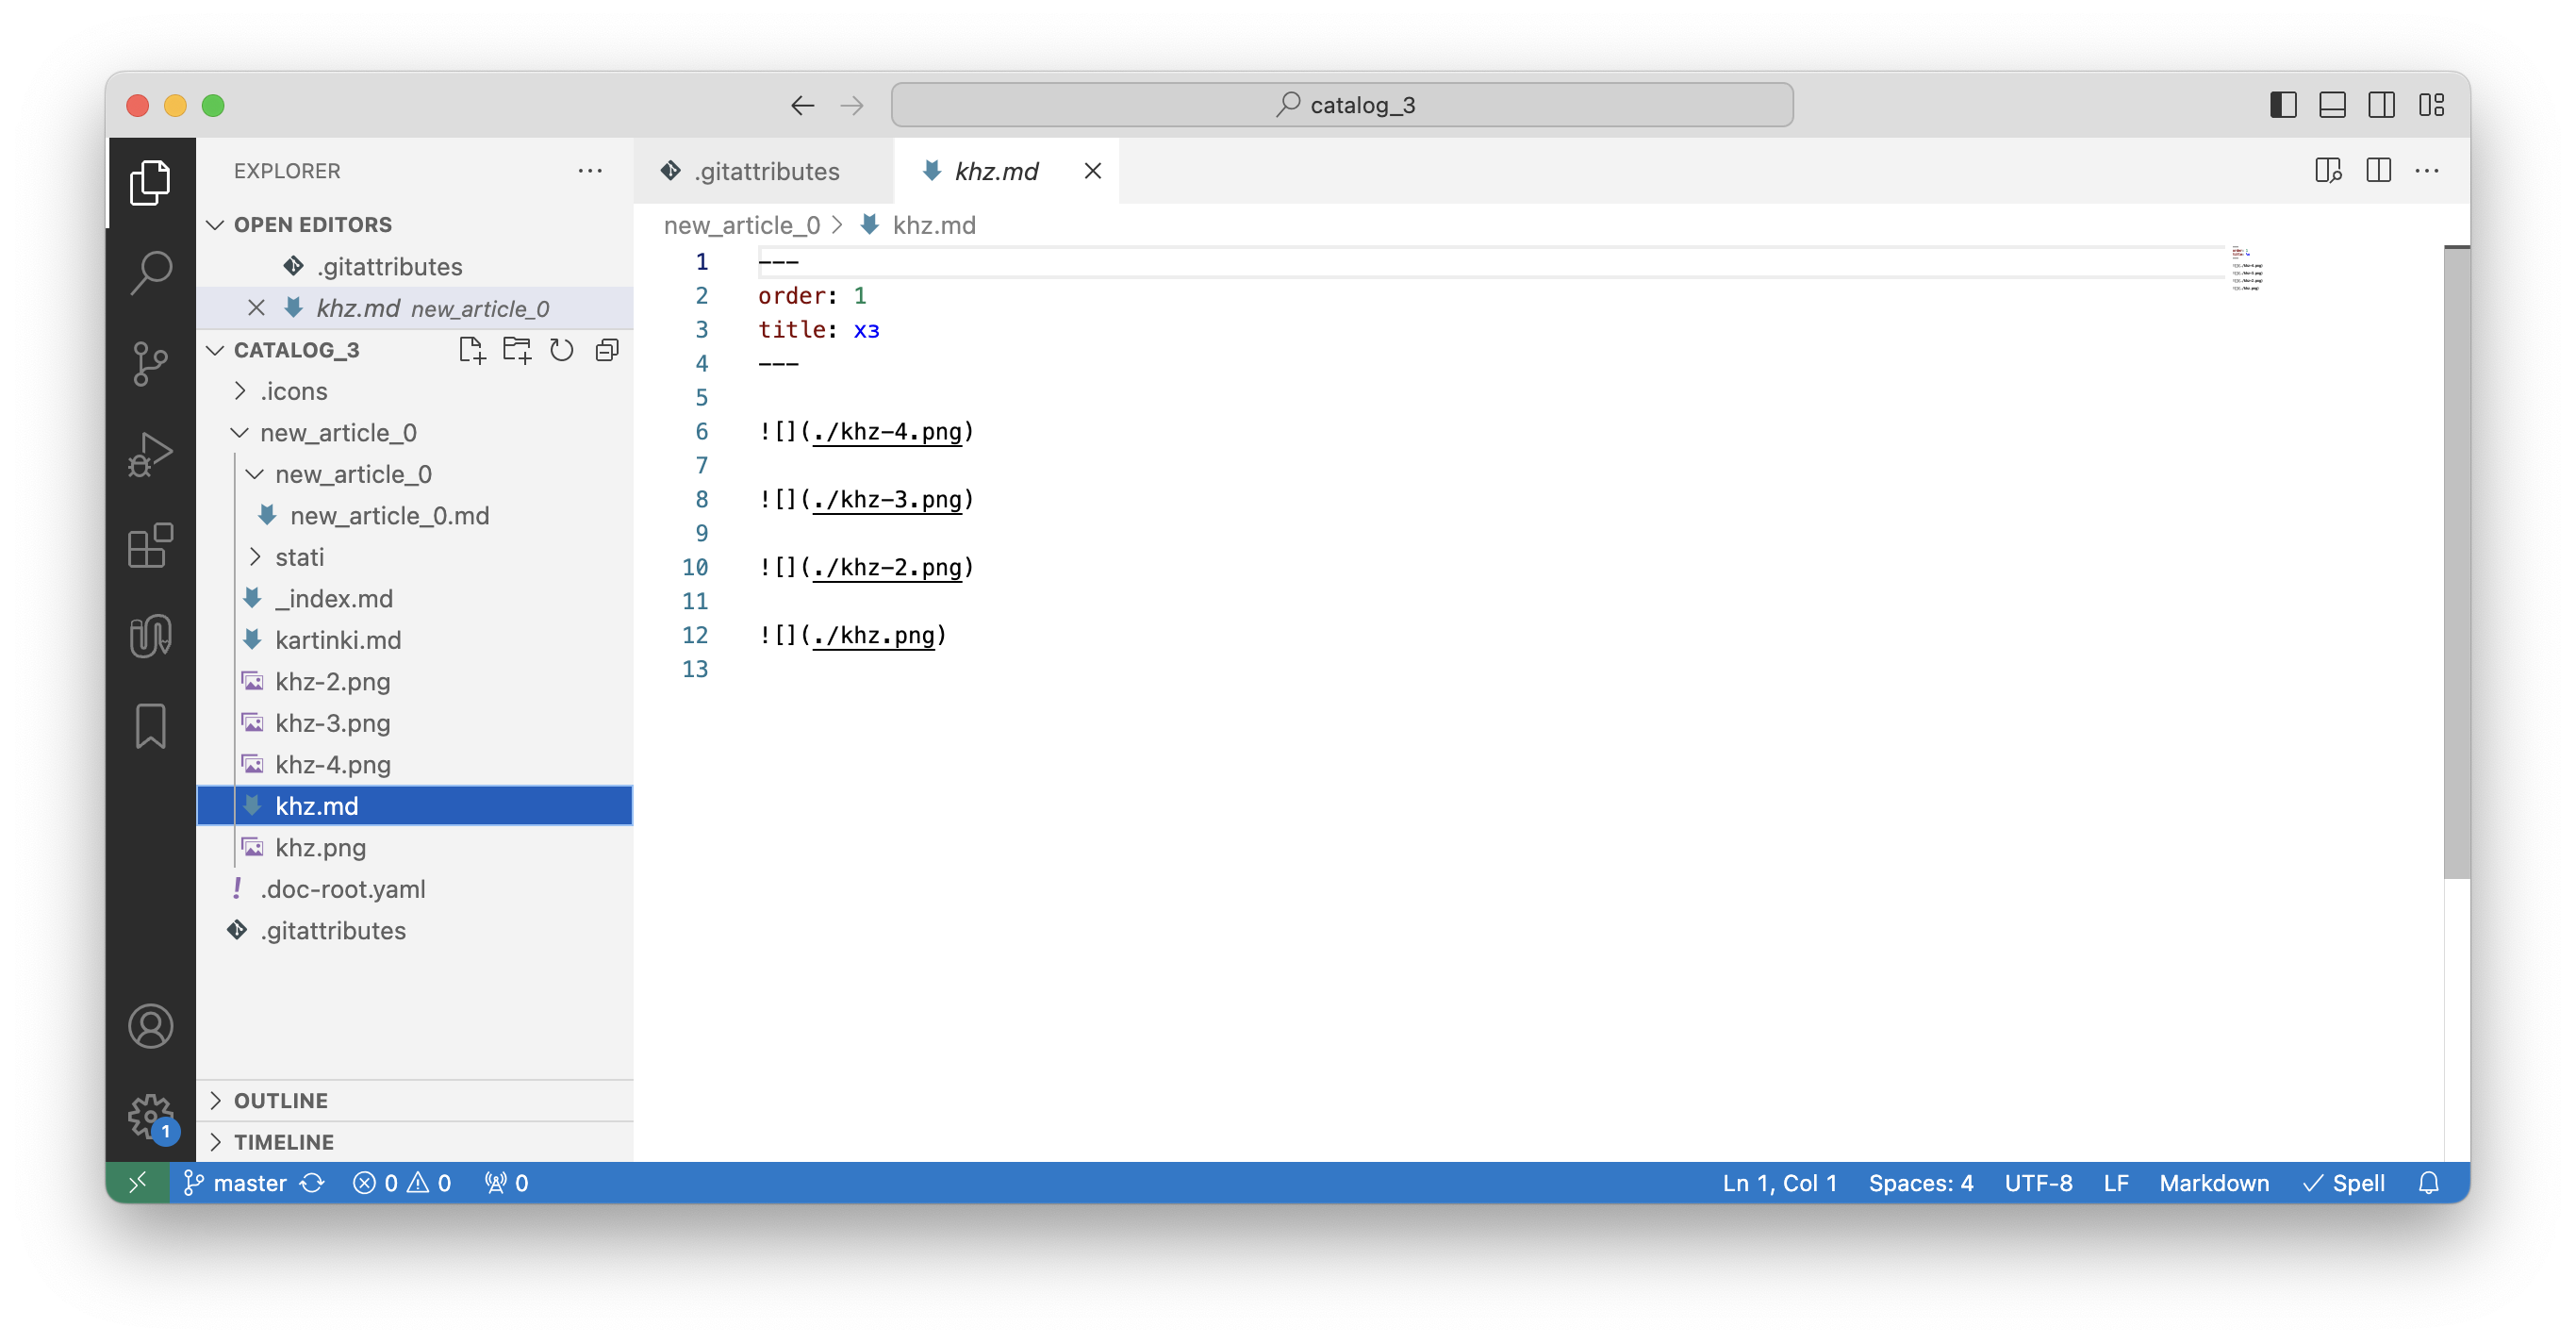 catalog_3
EXPLORER
OPEN EDITORS
.gitattributes
khz.md new_article_0
CATALOG_3
.icons
new_article_0
new_article_0
new_article_0.md
stati
_index.md
kartinki.md
khz-2.png
khz-3.png
khz-4.png
khz.md
khz.png
.doc-root.yaml
.gitattributes
OUTLINE
TIMELINE
.gitattributes
khz.md
new_article_0 > khz.md
1 ---
2 order: 1
3 title: хз
4 ---
5
6 ![](./khz-4.png)
7
8 ![](./khz-3.png)
9
10 ![](./khz-2.png)
11
12 ![](./khz.png)
13
1
master 0 0 0
Ln 1, Col 1 Spaces: 4 UTF-8 LF Markdown Spell